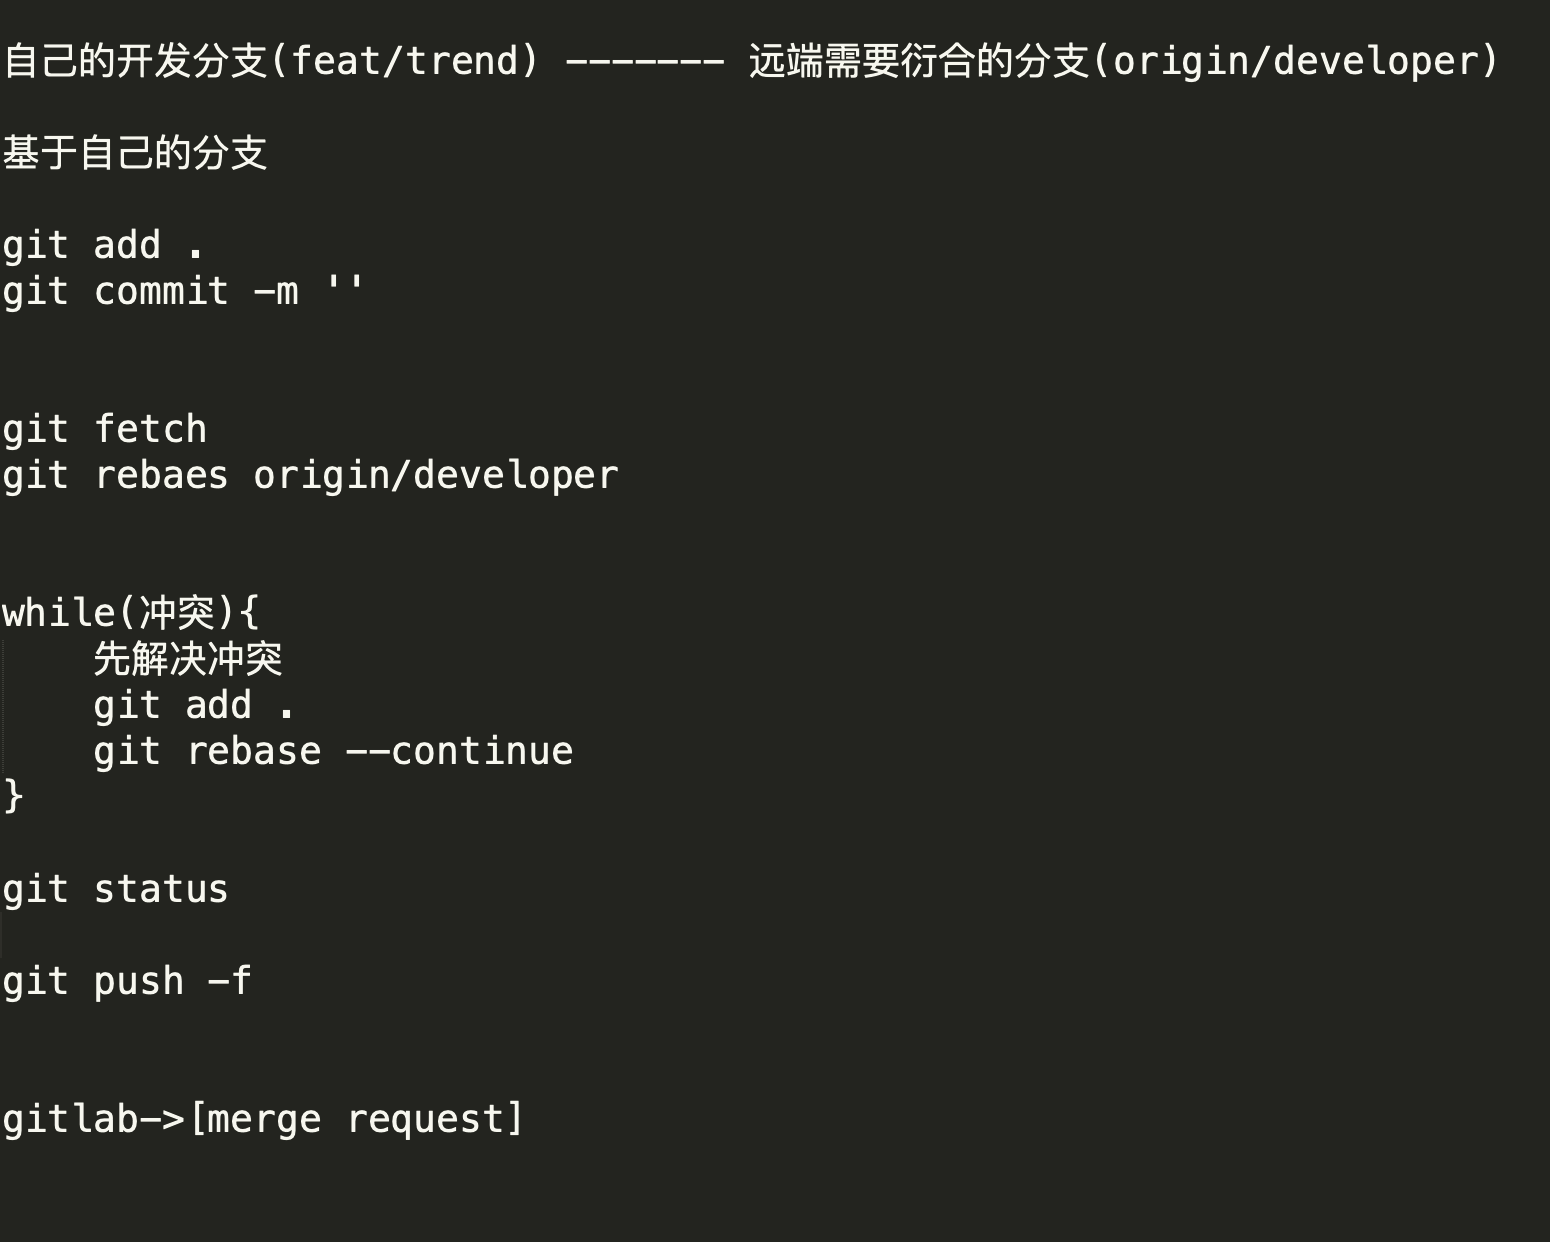 自己的开发分支(feat/trend) ------- 远端需要衍合的分支(origin/developer)
基于自己的分支
git add .
git commit -m ''
git fetch
git rebaes origin/developer
while(冲突){
先解决冲突
git add .
git rebase --continue
}
git status
git push -f
gitlab->[merge request]